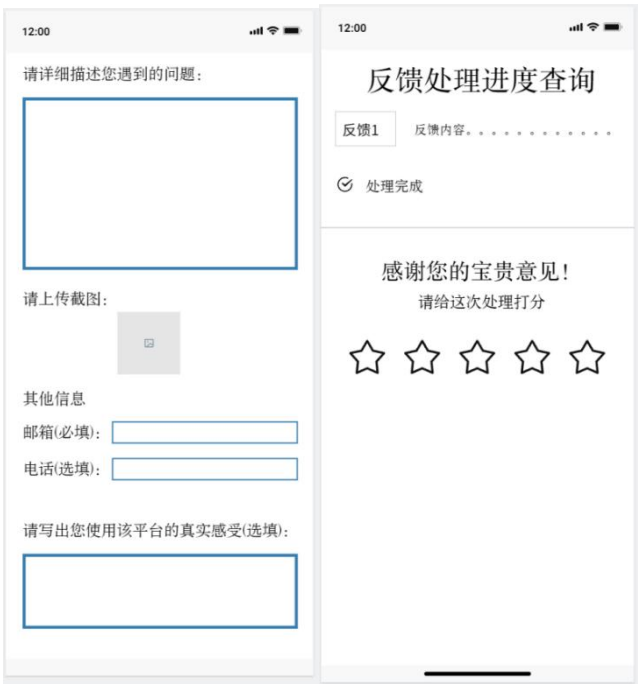 12:00
请详细描述您遇到的问题：
请上传截图：
其他信息
邮箱(必填)：
电话(选填)：
请写出您使用该平台的真实感受(选填)：
12:00
反馈处理进度查询
反馈1 反馈内容。。。。。。。。。。。。
处理完成
感谢您的宝贵意见！
请给这次处理打分